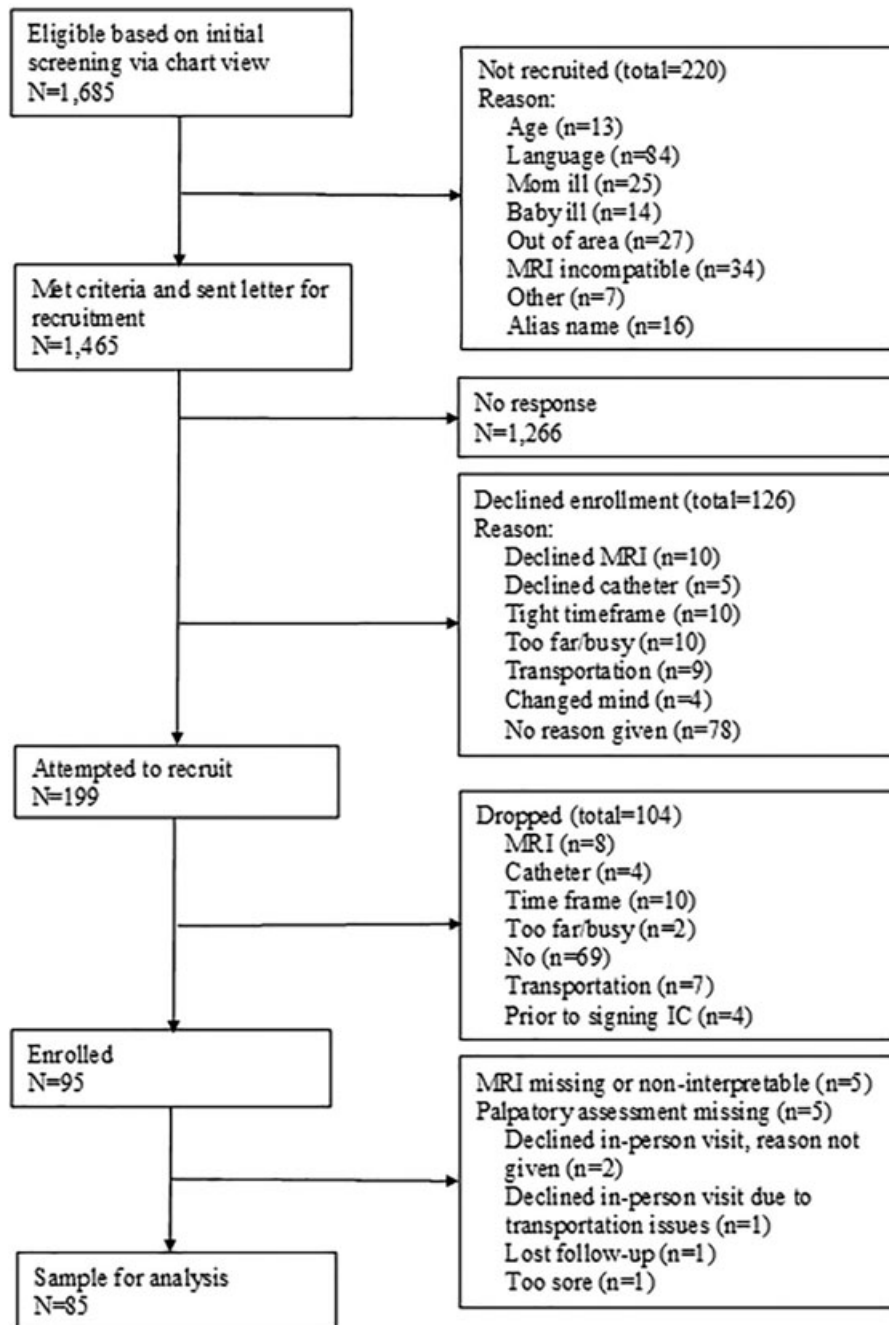 Eligible based on initial
screening via chart view
N=1,685
Not recruited (total=220)
Reason:
Age (n=13)
Language (n=84)
Mom ill (n=25)
Baby ill (n=14)
Out of area (n=27)
MRI incompatible (n=34)
Other (n=7)
Alias name (n=16)
Met criteria and sent letter for
recruitment
N=1,465
No response
N=1,266
Declined enrollment (total=126)
Reason:
Declined MRI (n=10)
Declined catheter (n=5)
Tight timeframe (n=10)
Too far/busy (n=10)
Transportation (n=9)
Changed mind (n=4)
No reason given (n=78)
Attempted to recruit
N=199
Dropped (total=104)
MRI (n=8)
Catheter (n=4)
Time frame (n=10)
Too far/busy (n=2)
No (n=69)
Transportation (n=7)
Prior to signing IC (n=4)
Enrolled
N=95
MRI missing or non-interpretable (n=5)
Palpatory assessment missing (n=5)
Declined in-person visit, reason not
given (n=2)
Declined in-person visit due to
transportation issues (n=1)
Lost follow-up (n=1)
Too sore (n=1)
Sample for analysis
N=85